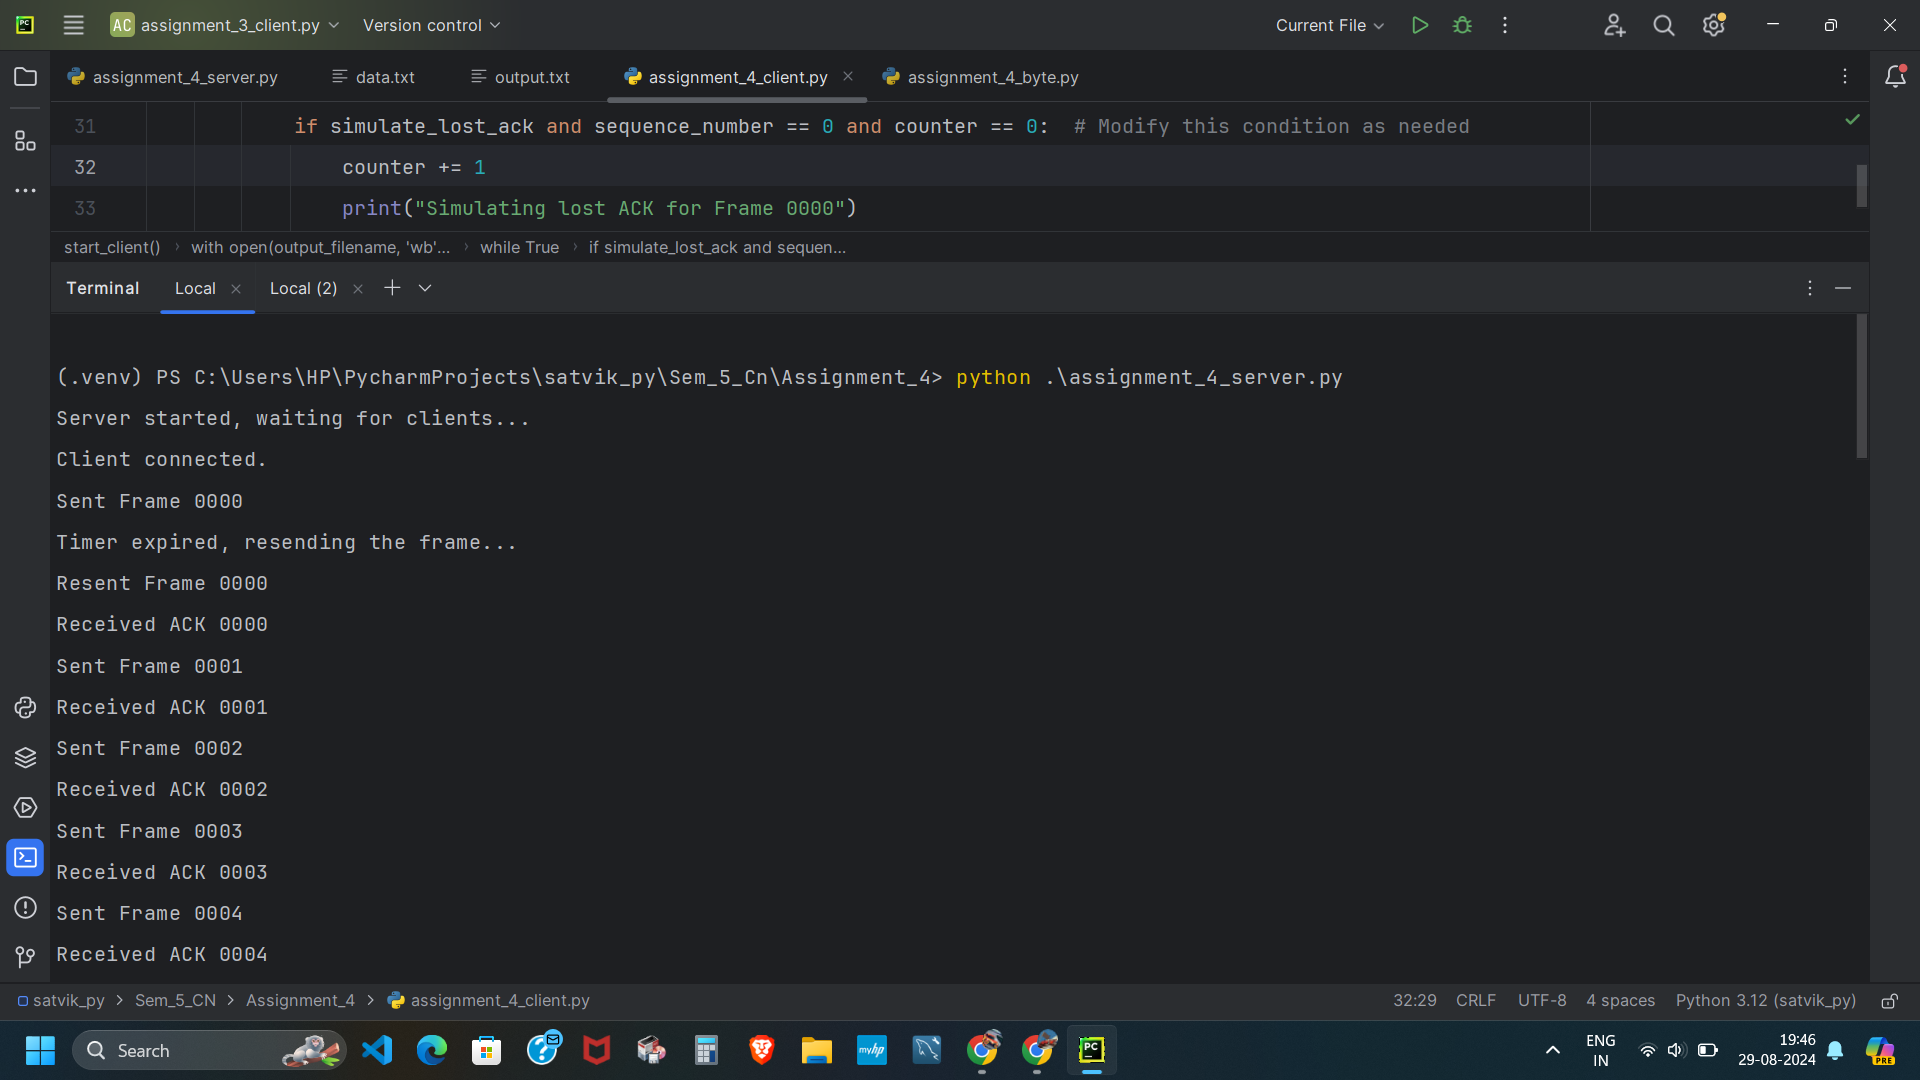 AC assignment_3_client.py Version control Current File
assignment_4_server.py data.txt output.txt assignment_4_client.py assignment_4_byte.py
31 if simulate_lost_ack and sequence_number == 0 and counter == 0:  # Modify this condition as needed
32 counter += 1
33 print("Simulating lost ACK for Frame 0000")
start_client() › with open(output_filename, 'wb'... › while True › if simulate_lost_ack and sequen...
Terminal Local Local (2)
(.venv) PS C:\Users\HP\PycharmProjects\satvik_py\Sem_5_Cn\Assignment_4> python .\assignment_4_server.py
Server started, waiting for clients...
Client connected.
Sent Frame 0000
Timer expired, resending the frame...
Resent Frame 0000
Received ACK 0000
Sent Frame 0001
Received ACK 0001
Sent Frame 0002
Received ACK 0002
Sent Frame 0003
Received ACK 0003
Sent Frame 0004
Received ACK 0004
satvik_py > Sem_5_CN > Assignment_4 > assignment_4_client.py 32:29 CRLF UTF-8 4 spaces Python 3.12 (satvik_py)
Search myhp PC ENG 19:46
IN 29-08-2024 PRE